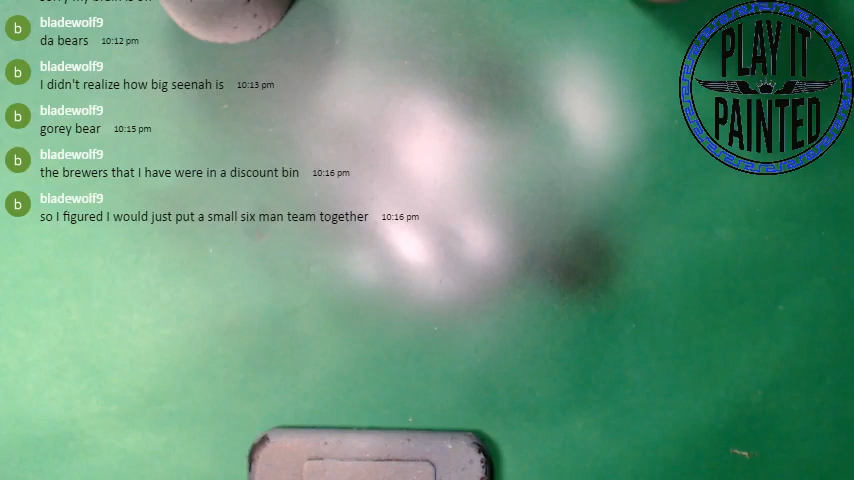 bladewolf9
da bears 10:12 pm
bladewolf9
I didn't realize how big seenah is 10:13 pm
bladewolf9
gorey bear 10:15 pm
bladewolf9
the brewers that I have were in a discount bin 10:16 pm
bladewolf9
so I figured I would just put a small six man team together 10:16 pm
b
b
b
b
b
PLAY IT
PAINTED